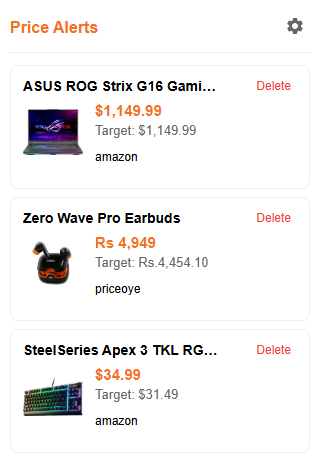 Price Alerts
ASUS ROG Strix G16 Gami...
Delete
$1,149.99
Target: $1,149.99
amazon
Zero Wave Pro Earbuds
Delete
Rs 4,949
Target: Rs.4,454.10
priceoye
SteelSeries Apex 3 TKL RG...
Delete
$34.99
Target: $31.49
amazon